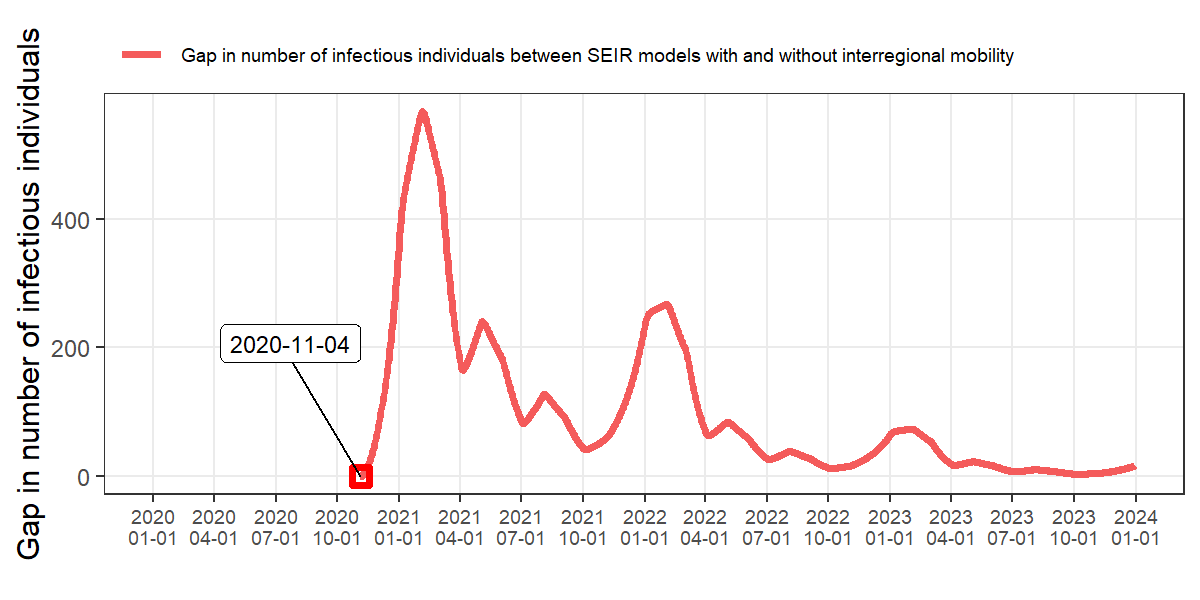 Gap in number of infectious individuals between SEIR models with and without interregional mobility
Gap in number of infectious individuals
400
200
0
2020-11-04
2020 2020 2020 2020 2021 2021 2021 2021 2022 2022 2022 2022 2023 2023 2023 2023 2024
01-01 04-01 07-01 10-01 01-01 04-01 07-01 10-01 01-01 04-01 07-01 10-01 01-01 04-01 07-01 10-01 01-01